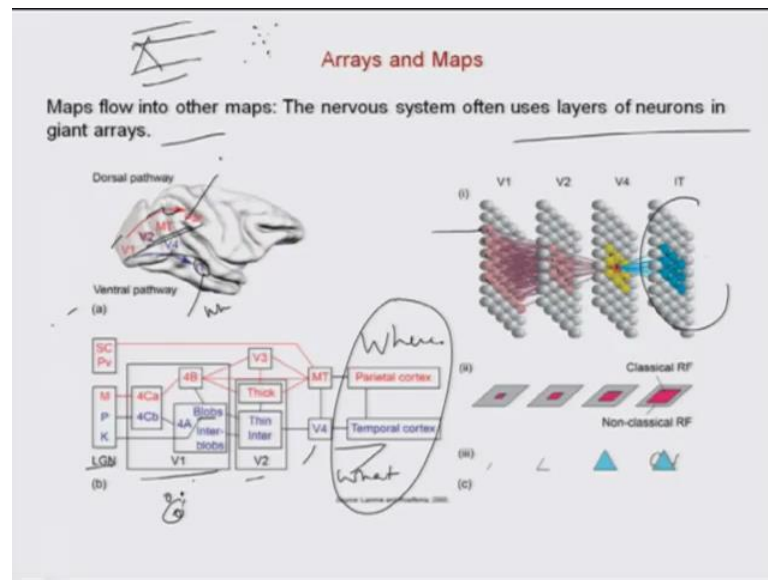 Arrays and Maps
Maps flow into other maps: The nervous system often uses layers of neurons in
giant arrays.
Dorsal pathway
V1
V2
MT
V4
Ventral pathway
(a)
wh
(i)
V1 V2 V4 IT
(ii)
Classical RF
Non-classical RF
(iii)
(c)
SC
Pv
M
P
K
LGN
4Ca
4Cb
4B
4A
Blobs
Inter-
blobs
V1
V3
Thick
Thin
Inter
V2
MT
V4
Where
Parietal cortex
Temporal cortex
What
(b)